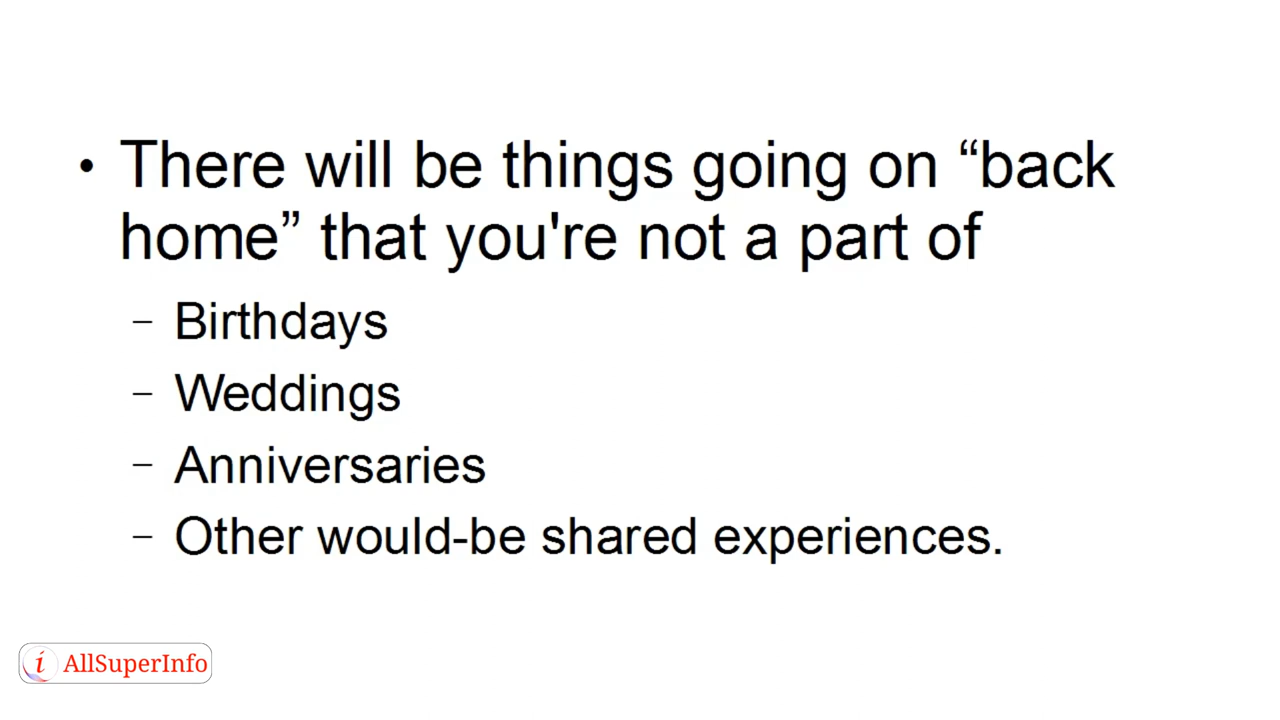 • There will be things going on “back
home” that you're not a part of
– Birthdays
– Weddings
– Anniversaries
– Other would-be shared experiences.
i AllSuperInfo